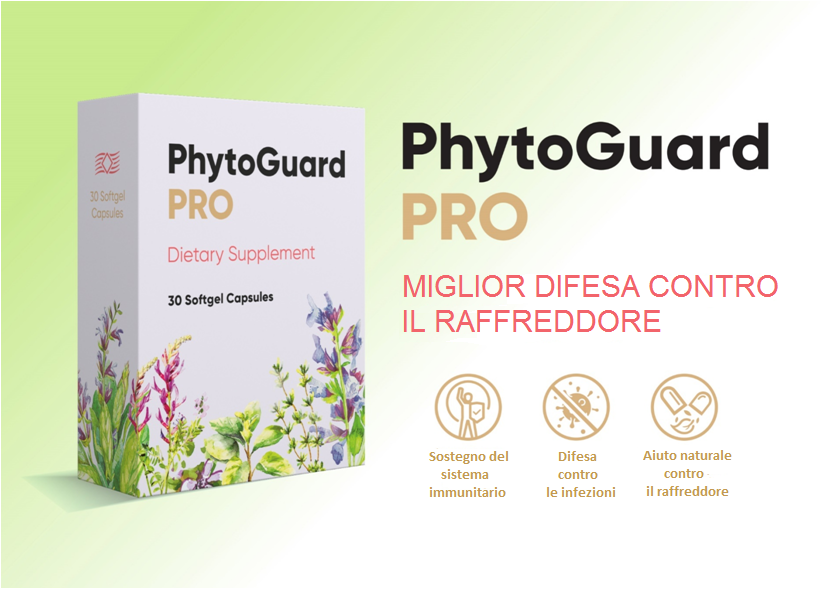 30 Softgel
Capsules
PhytoGuard
PRO
Dietary Supplement
30 Softgel Capsules
PhytoGuard
PRO
MIGLIOR DIFESA CONTRO
IL RAFFREDDORE
Sostegno del
sistema
immunitario
Difesa
contro
le infezioni
Aiuto naturale
contro
il raffreddore